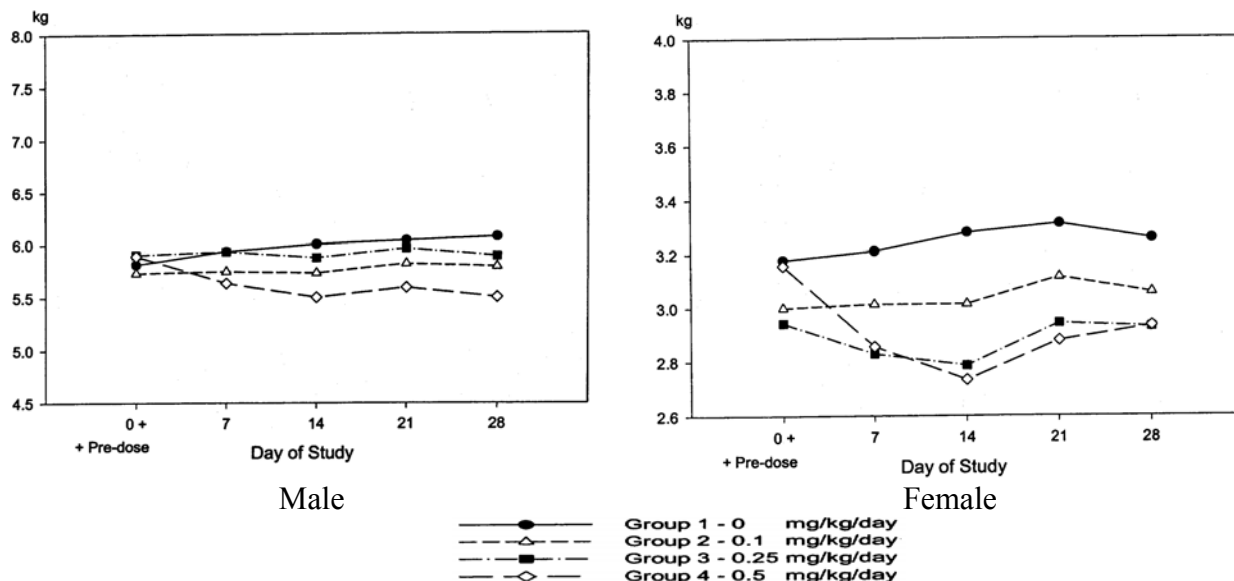 kg
8.0
7.5
7.0
6.5
6.0
5.5
5.0
4.5
0 + 7 14 21 28
+ Pre-dose Day of Study
Male
kg
4.0
3.8
3.6
3.4
3.2
3.0
2.8
2.6
0 + 7 14 21 28
+ Pre-dose Day of Study
Female
Group 1 - 0 mg/kg/day
Group 2 - 0.1 mg/kg/day
Group 3 - 0.25 mg/kg/day
Group 4 - 0.5 mg/kg/day